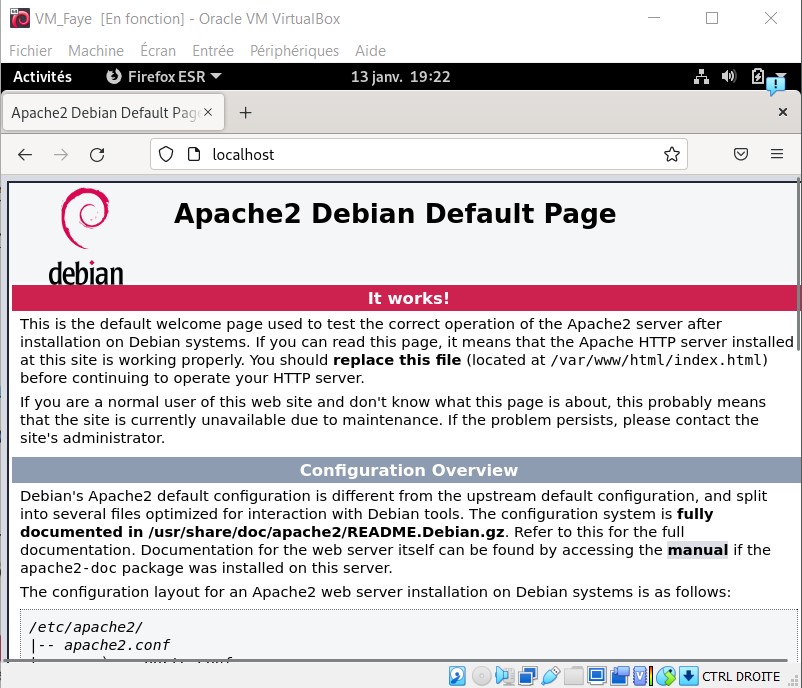 VM_Faye [En fonction] - Oracle VM VirtualBox
Fichier Machine Écran Entrée Périphériques Aide
Activités Firefox ESR 13 janv. 19:22
Apache2 Debian Default Page
localhost
debian
Apache2 Debian Default Page
It works!
This is the default welcome page used to test the correct operation of the Apache2 server after
installation on Debian systems. If you can read this page, it means that the Apache HTTP server installed
at this site is working properly. You should replace this file (located at /var/www/html/index.html)
before continuing to operate your HTTP server.
If you are a normal user of this web site and don't know what this page is about, this probably means
that the site is currently unavailable due to maintenance. If the problem persists, please contact the
site's administrator.
Configuration Overview
Debian's Apache2 default configuration is different from the upstream default configuration, and split
into several files optimized for interaction with Debian tools. The configuration system is fully
documented in /usr/share/doc/apache2/README.Debian.gz. Refer to this for the full
documentation. Documentation for the web server itself can be found by accessing the manual if the
apache2-doc package was installed on this server.
The configuration layout for an Apache2 web server installation on Debian systems is as follows:
/etc/apache2/
|-- apache2.conf
CTRL DROITE